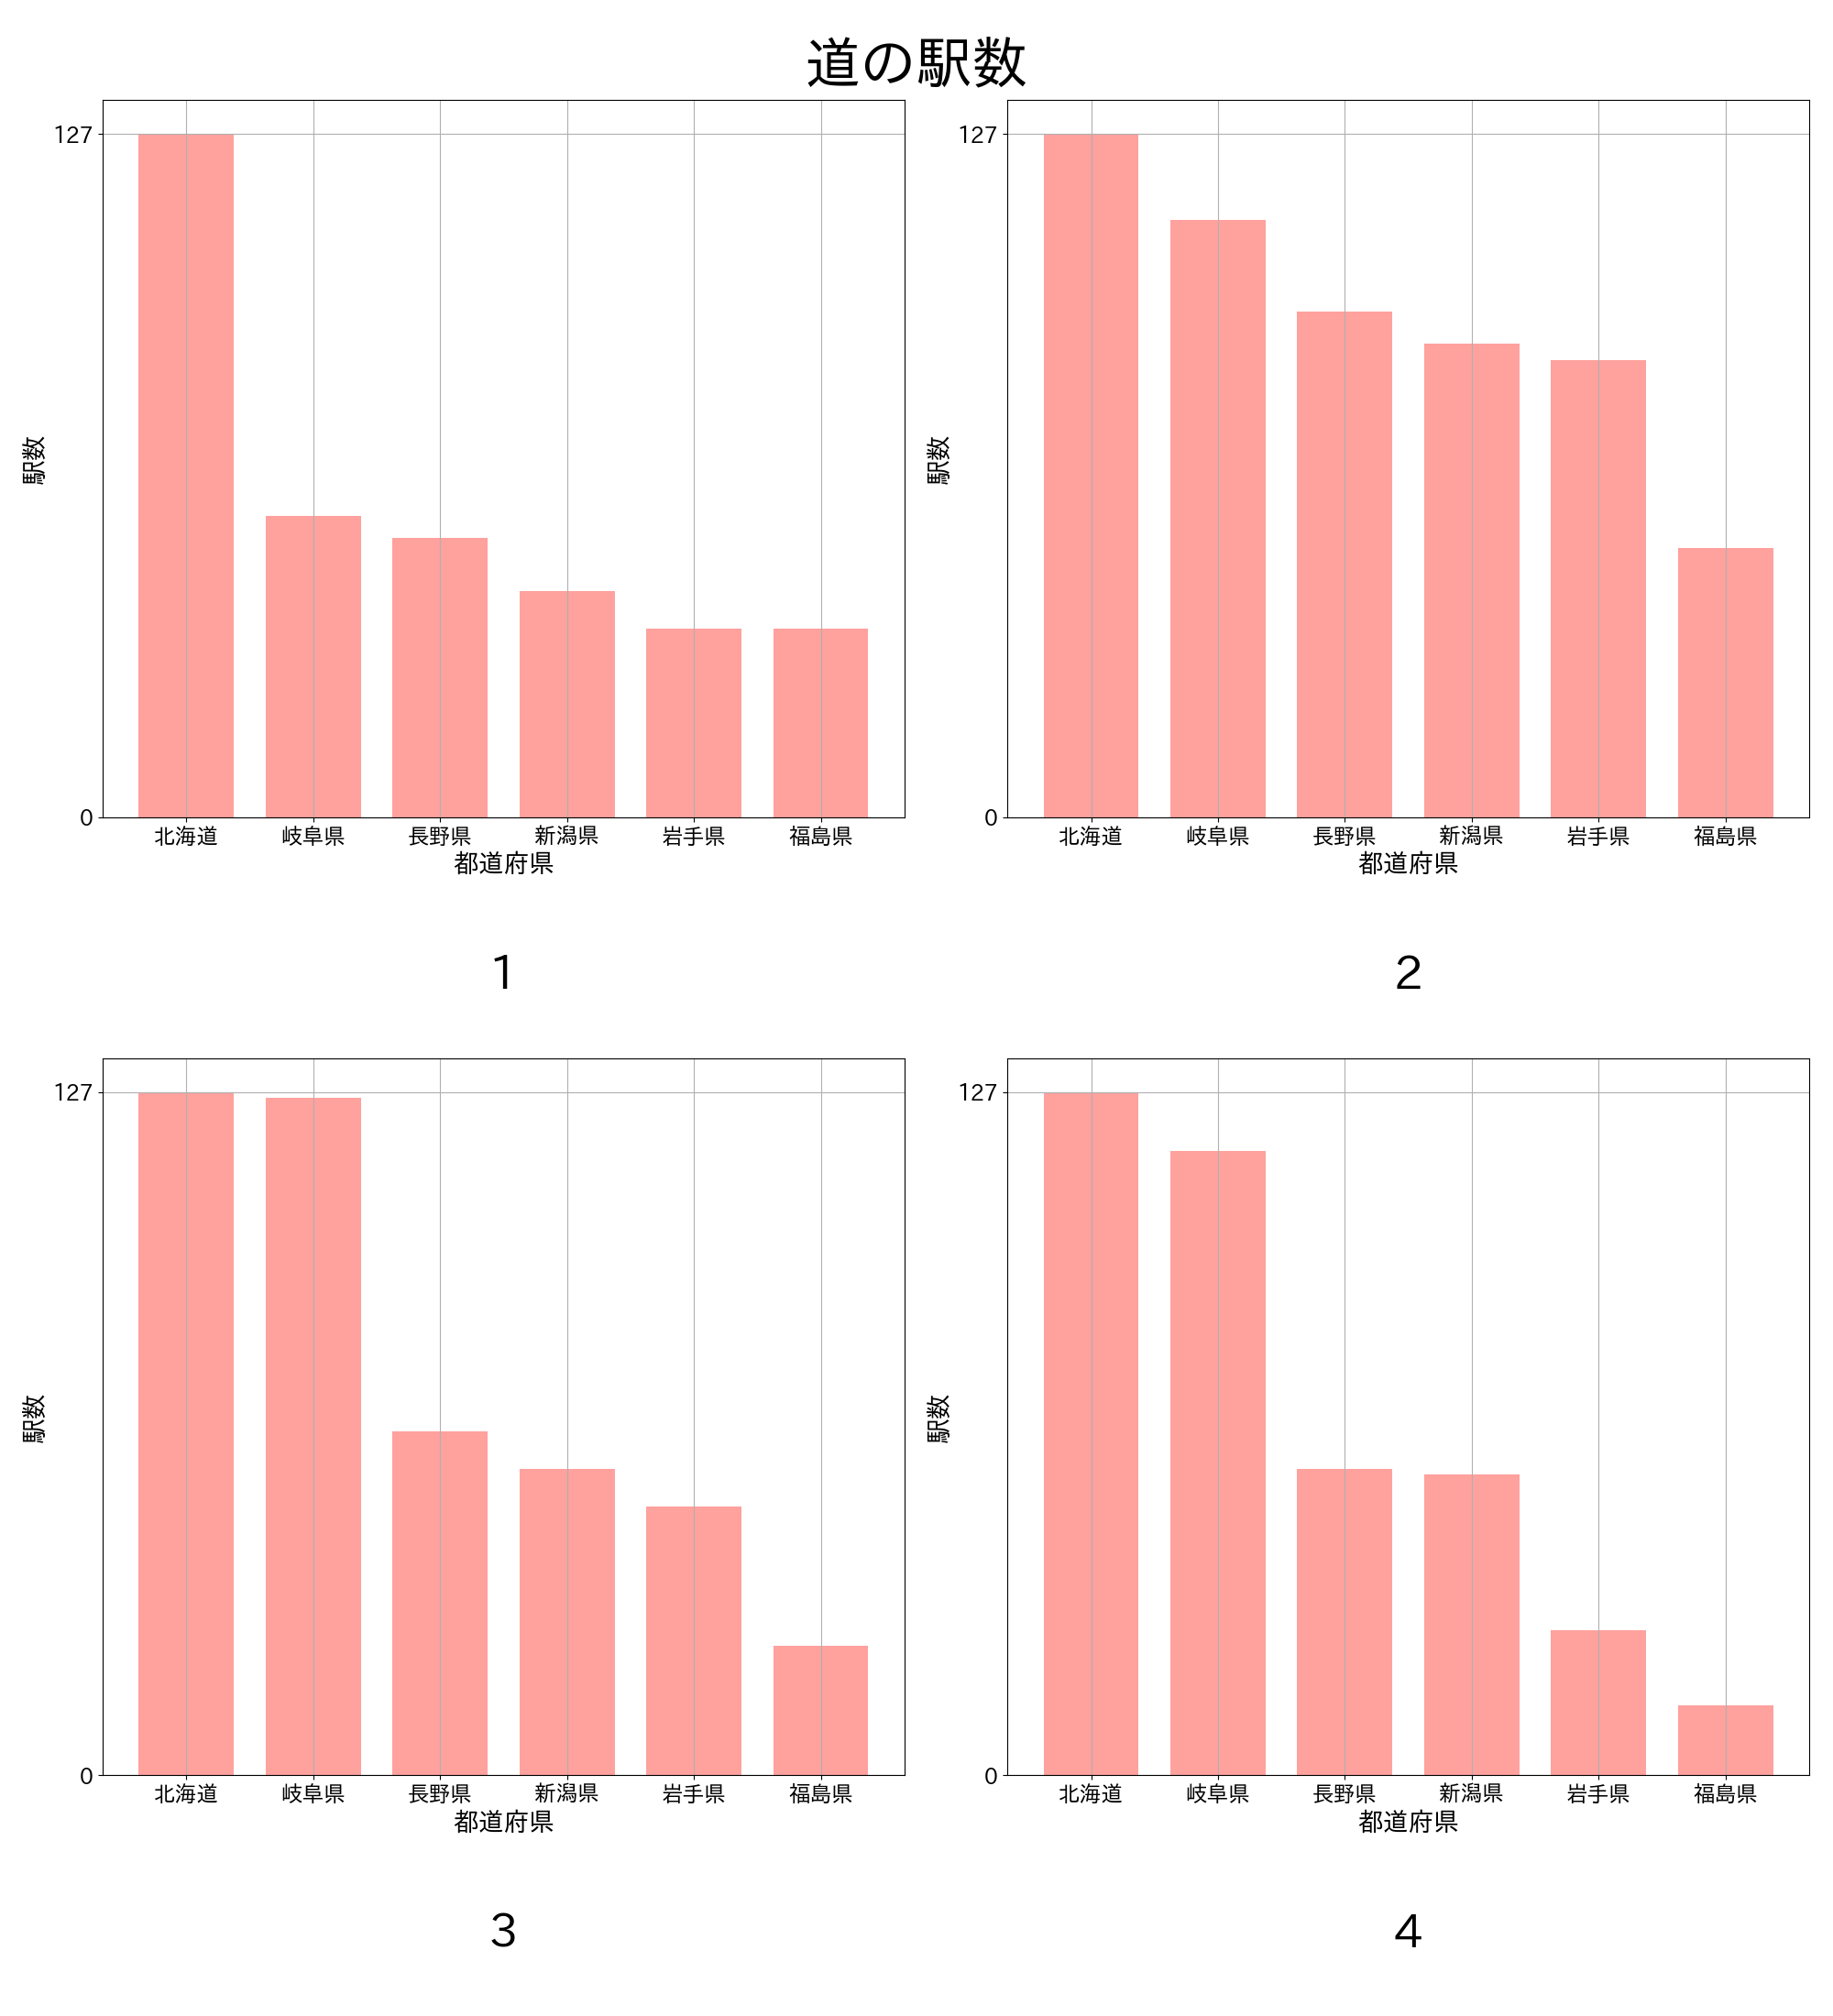 道の駅数
127
0
駅数
北海道 岐阜県 長野県 新潟県 岩手県 福島県
都道府県
1
127
0
駅数
北海道 岐阜県 長野県 新潟県 岩手県 福島県
都道府県
2
127
0
駅数
北海道 岐阜県 長野県 新潟県 岩手県 福島県
都道府県
3
127
0
駅数
北海道 岐阜県 長野県 新潟県 岩手県 福島県
都道府県
4